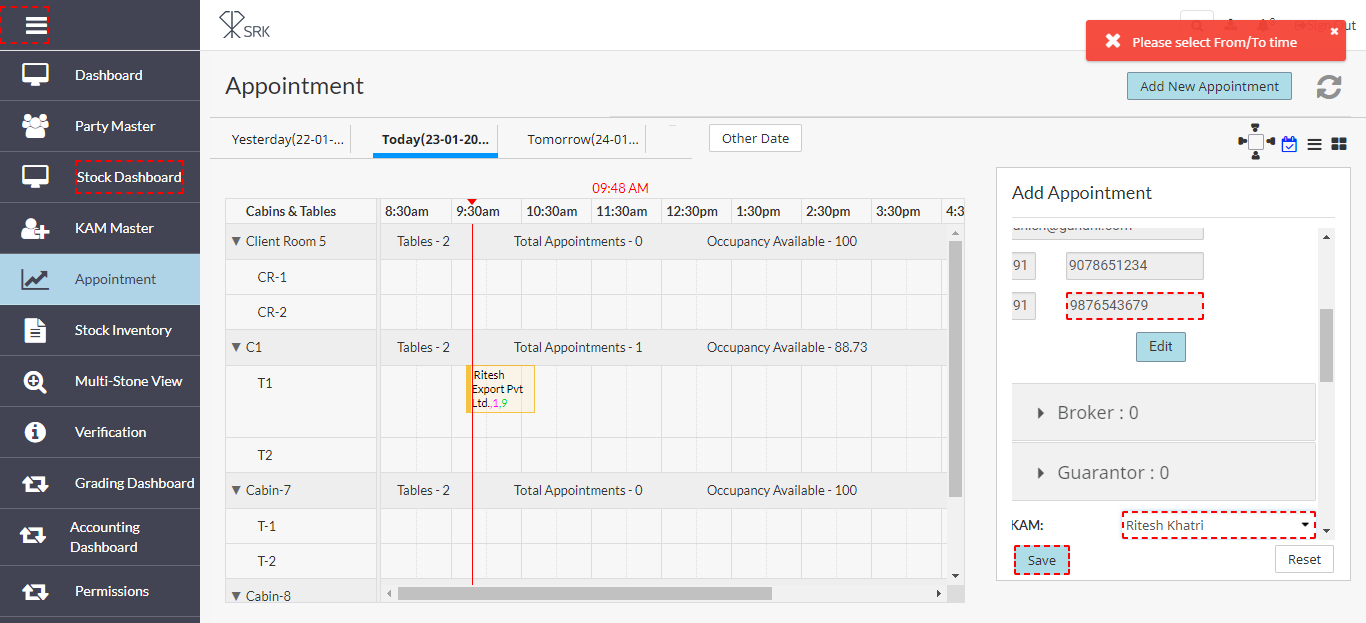 SRK
Sign out
Please select From/To time
Dashboard
Party Master
Stock Dashboard
KAM Master
Appointment
Stock Inventory
Multi-Stone View
Verification
Grading Dashboard
Accounting
Dashboard
Permissions
Appointment
Add New Appointment
Yesterday(22-01-...
Today(23-01-20...
Tomorrow(24-01...
Other Date
09:48 AM
Cabins & Tables
8:30am
9:30am
10:30am
11:30am
12:30pm
1:30pm
2:30pm
3:30pm
4:3
Client Room 5
Tables - 2
Total Appointments - 0
Occupancy Available - 100
CR-1
CR-2
C1
Tables - 2
Total Appointments - 1
Occupancy Available - 88.73
T1
Ritesh
Export Pvt
Ltd.,1,9
T2
Cabin-7
Tables - 2
Total Appointments - 0
Occupancy Available - 100
T-1
T-2
Cabin-8
Add Appointment
91
9078651234
91
9876543679
Edit
Broker : 0
Guarantor : 0
KAM:
Ritesh Khatri
Save
Reset